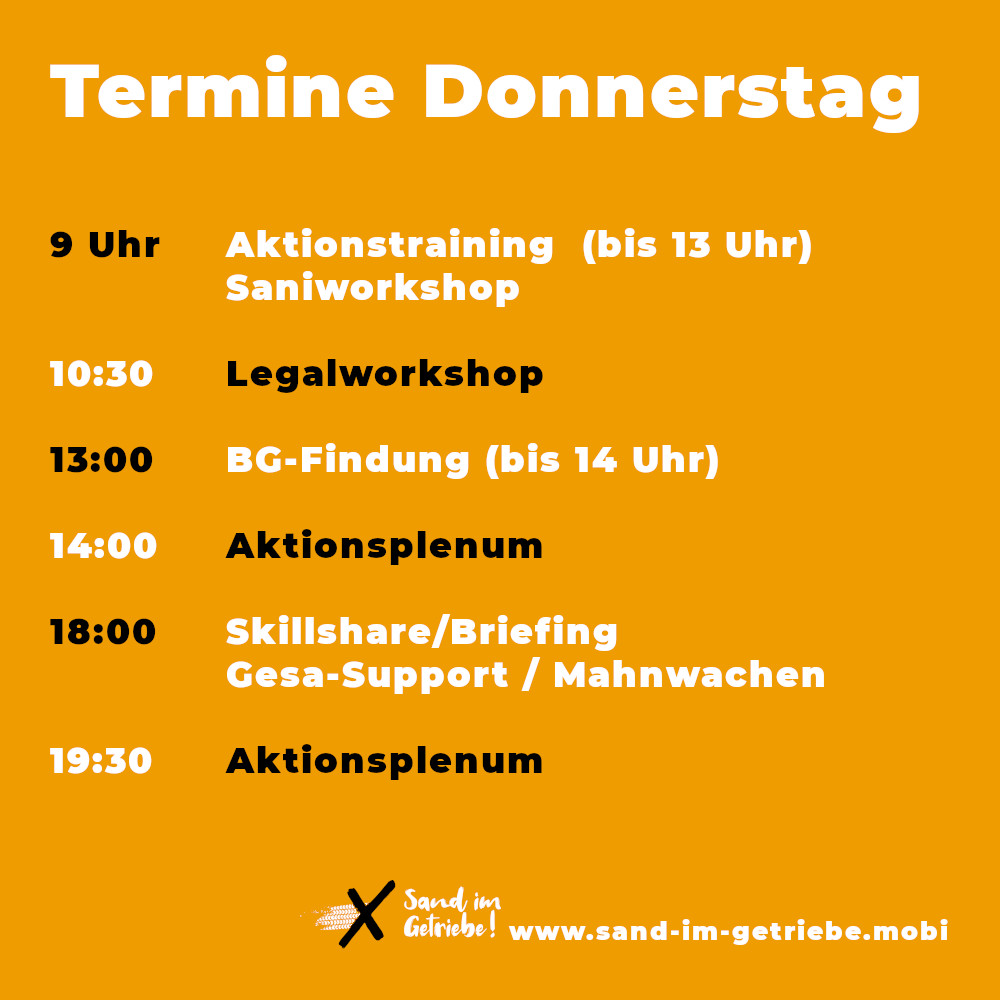 Termine Donnerstag
9 Uhr Aktionstraining (bis 13 Uhr)
Saniworkshop
10:30 Legalworkshop
13:00 BG-Findung (bis 14 Uhr)
14:00 Aktionsplenum
18:00 Skillshare/Briefing
Gesa-Support / Mahnwachen
19:30 Aktionsplenum
Sand im
Getriebe!
www.sand-im-getriebe.mobi